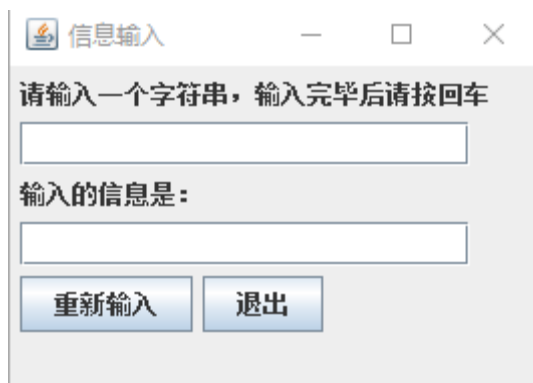 信息输入
请输入一个字符串，输入完毕后请按回车
输入的信息是：
重新输入 退出